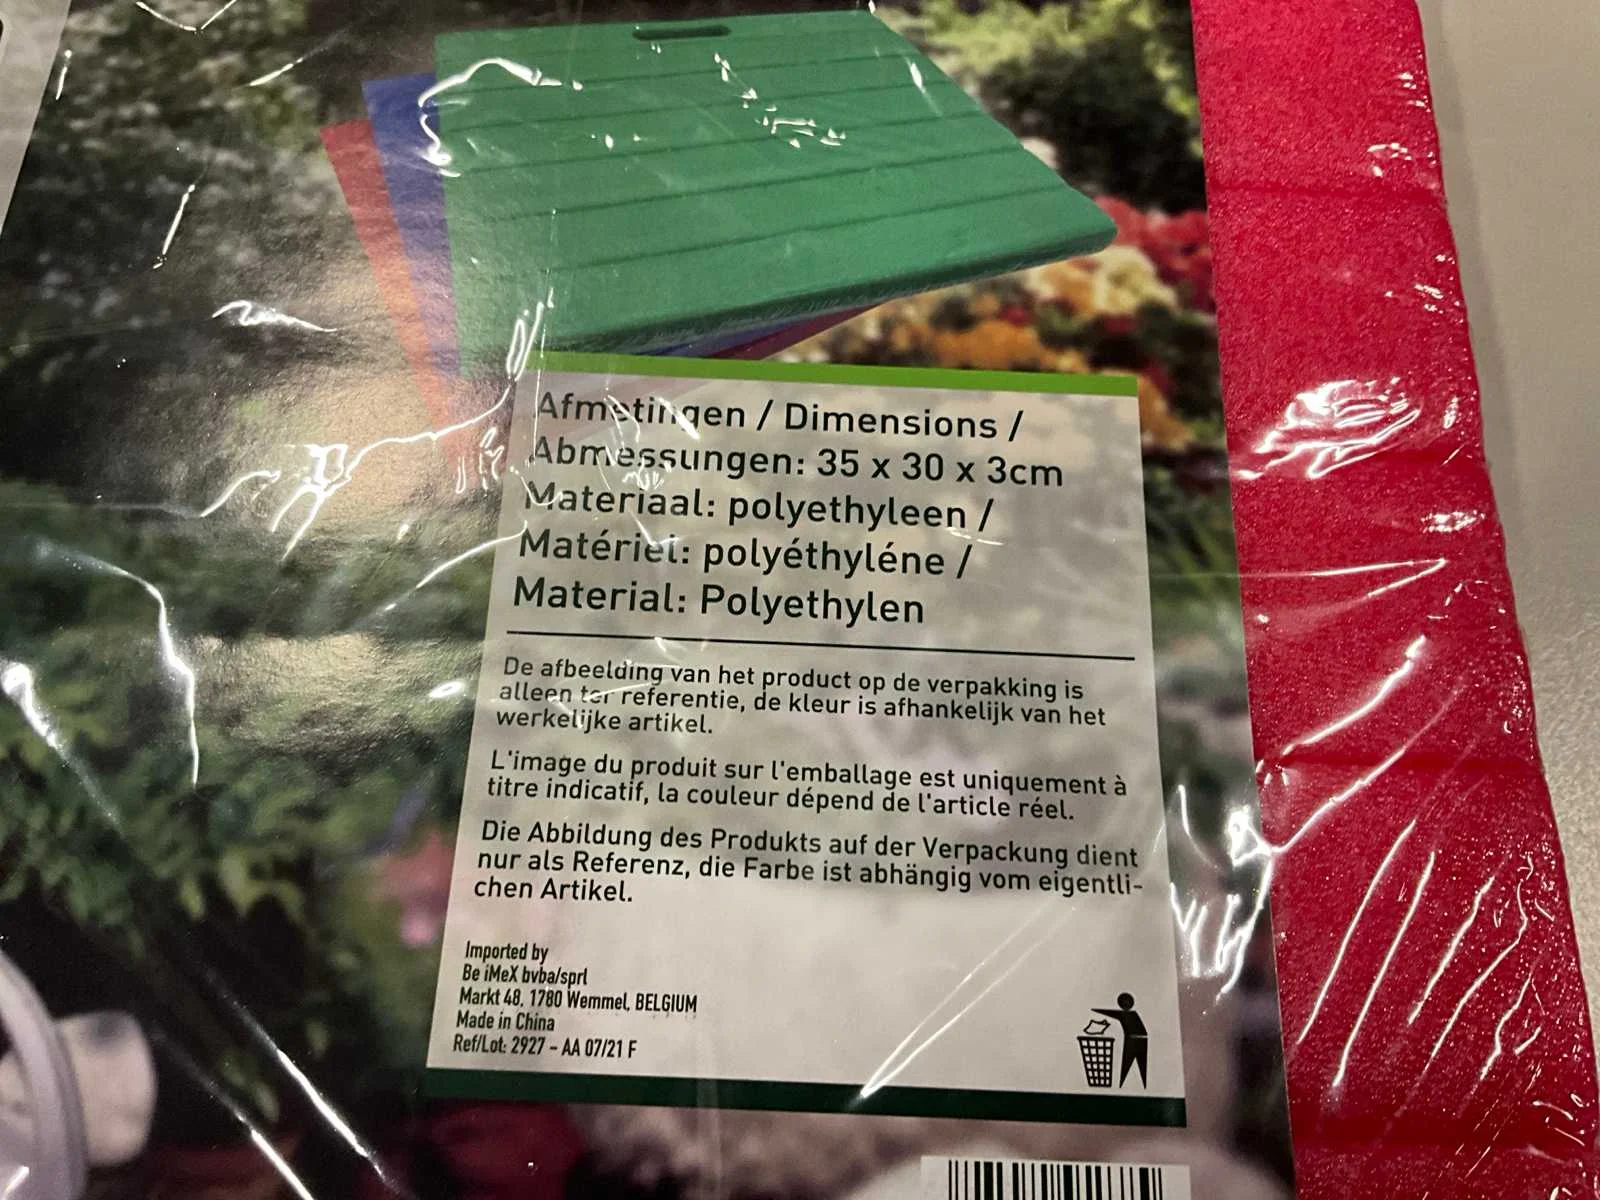 Afmetingen / Dimensions /
Abmessungen: 35 x 30 x 3cm
Materiaal: polyethyleen /
Matériel: polyéthyléne /
Material: Polyethylen
De afbeelding van het product op de verpakking is
alleen ter referentie, de kleur is afhankelijk van het
werkelijke artikel.
L'image du produit sur l'emballage est uniquement à
titre indicatif, la couleur dépend de l'article réel.
Die Abbildung des Produkts auf der Verpackung dient
nur als Referenz, die Farbe ist abhängig vom eigentli-
chen Artikel.
Imported by
Be iMeX bvba/sprl
Markt 48, 1780 Wemmel, BELGIUM
Made in China
Ref/Lot: 2927 – AA 07/21 F